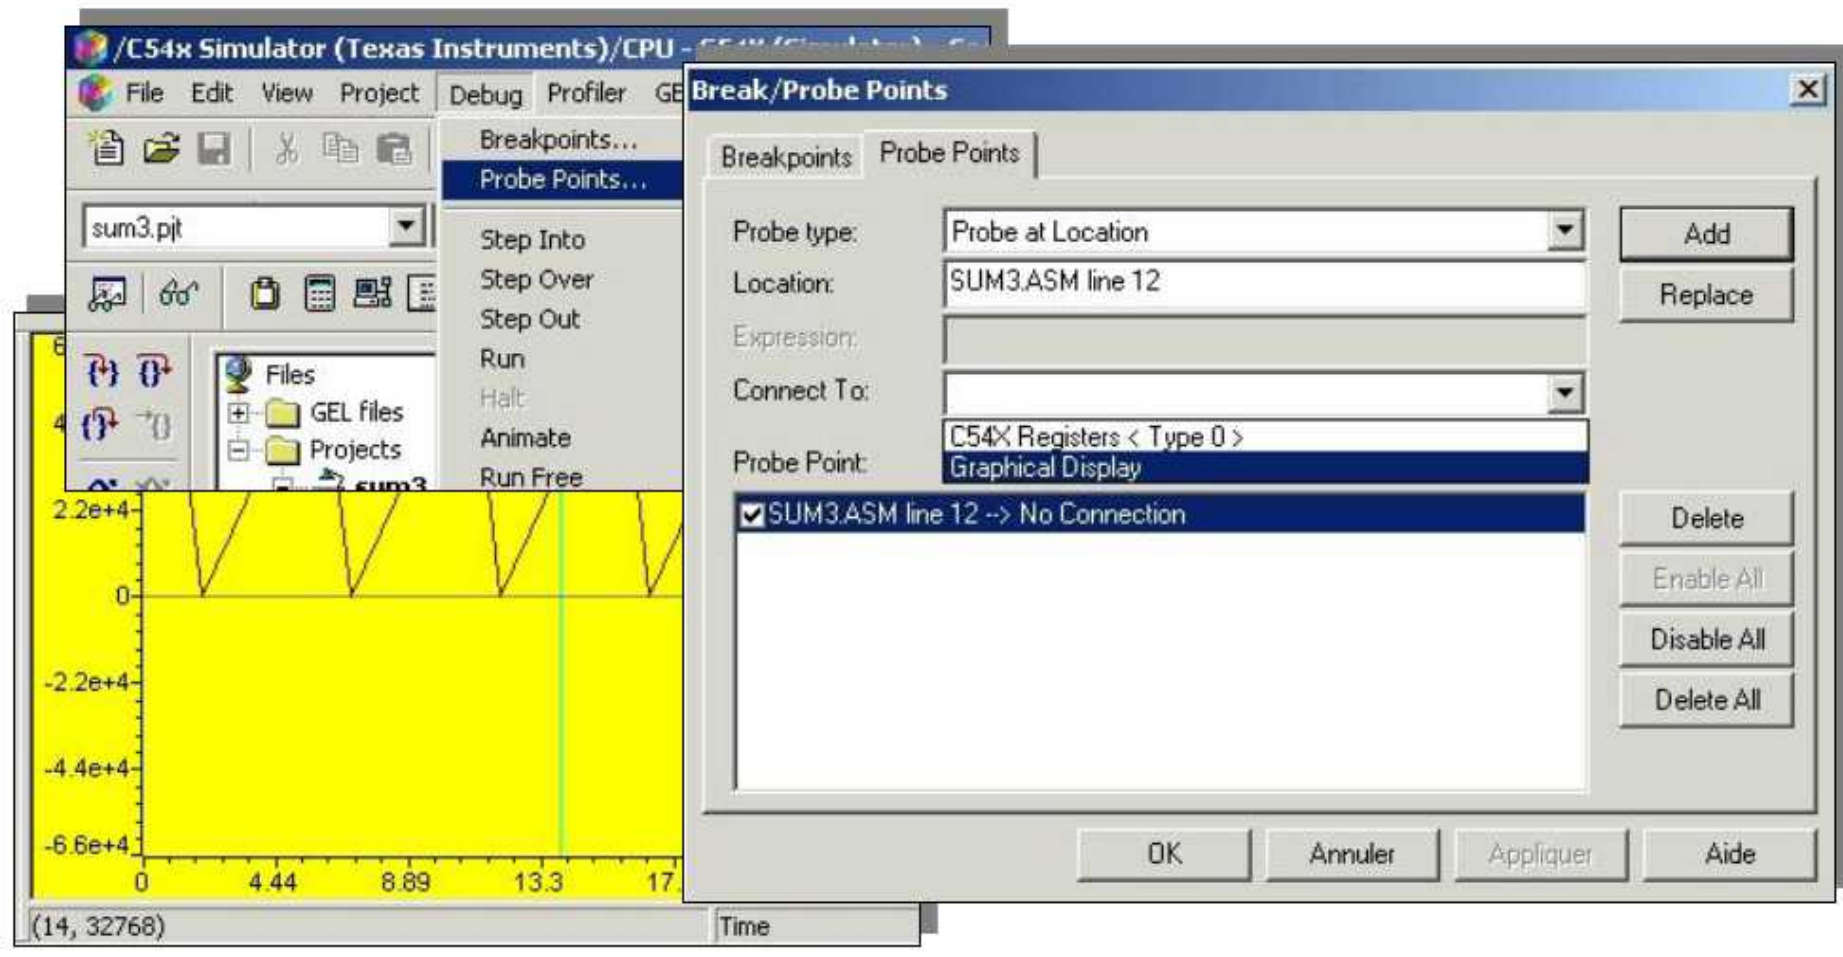 /C54x Simulator (Texas Instruments)/CPU -
File Edit View Project Debug Profiler GE
Breakpoints...
Probe Points...
sum3.pjt
Step Into
Step Over
Step Out
Run
Halt
Animate
Run Free
Files
GEL files
Projects
sum3
Break/Probe Points
Breakpoints Probe Points
Probe type: Probe at Location Add
Location: SUM3.ASM line 12 Replace
Expression:
Connect To:
C54X Registers < Type 0 >
Graphical Display
Probe Point:
SUM3.ASM line 12 --> No Connection
Delete
Enable All
Disable All
Delete All
OK Annuler Appliquer Aide
6
4
2.2e+4
0
-2.2e+4
-4.4e+4
-6.6e+4
0 4.44 8.89 13.3 17.
(14, 32768) Time